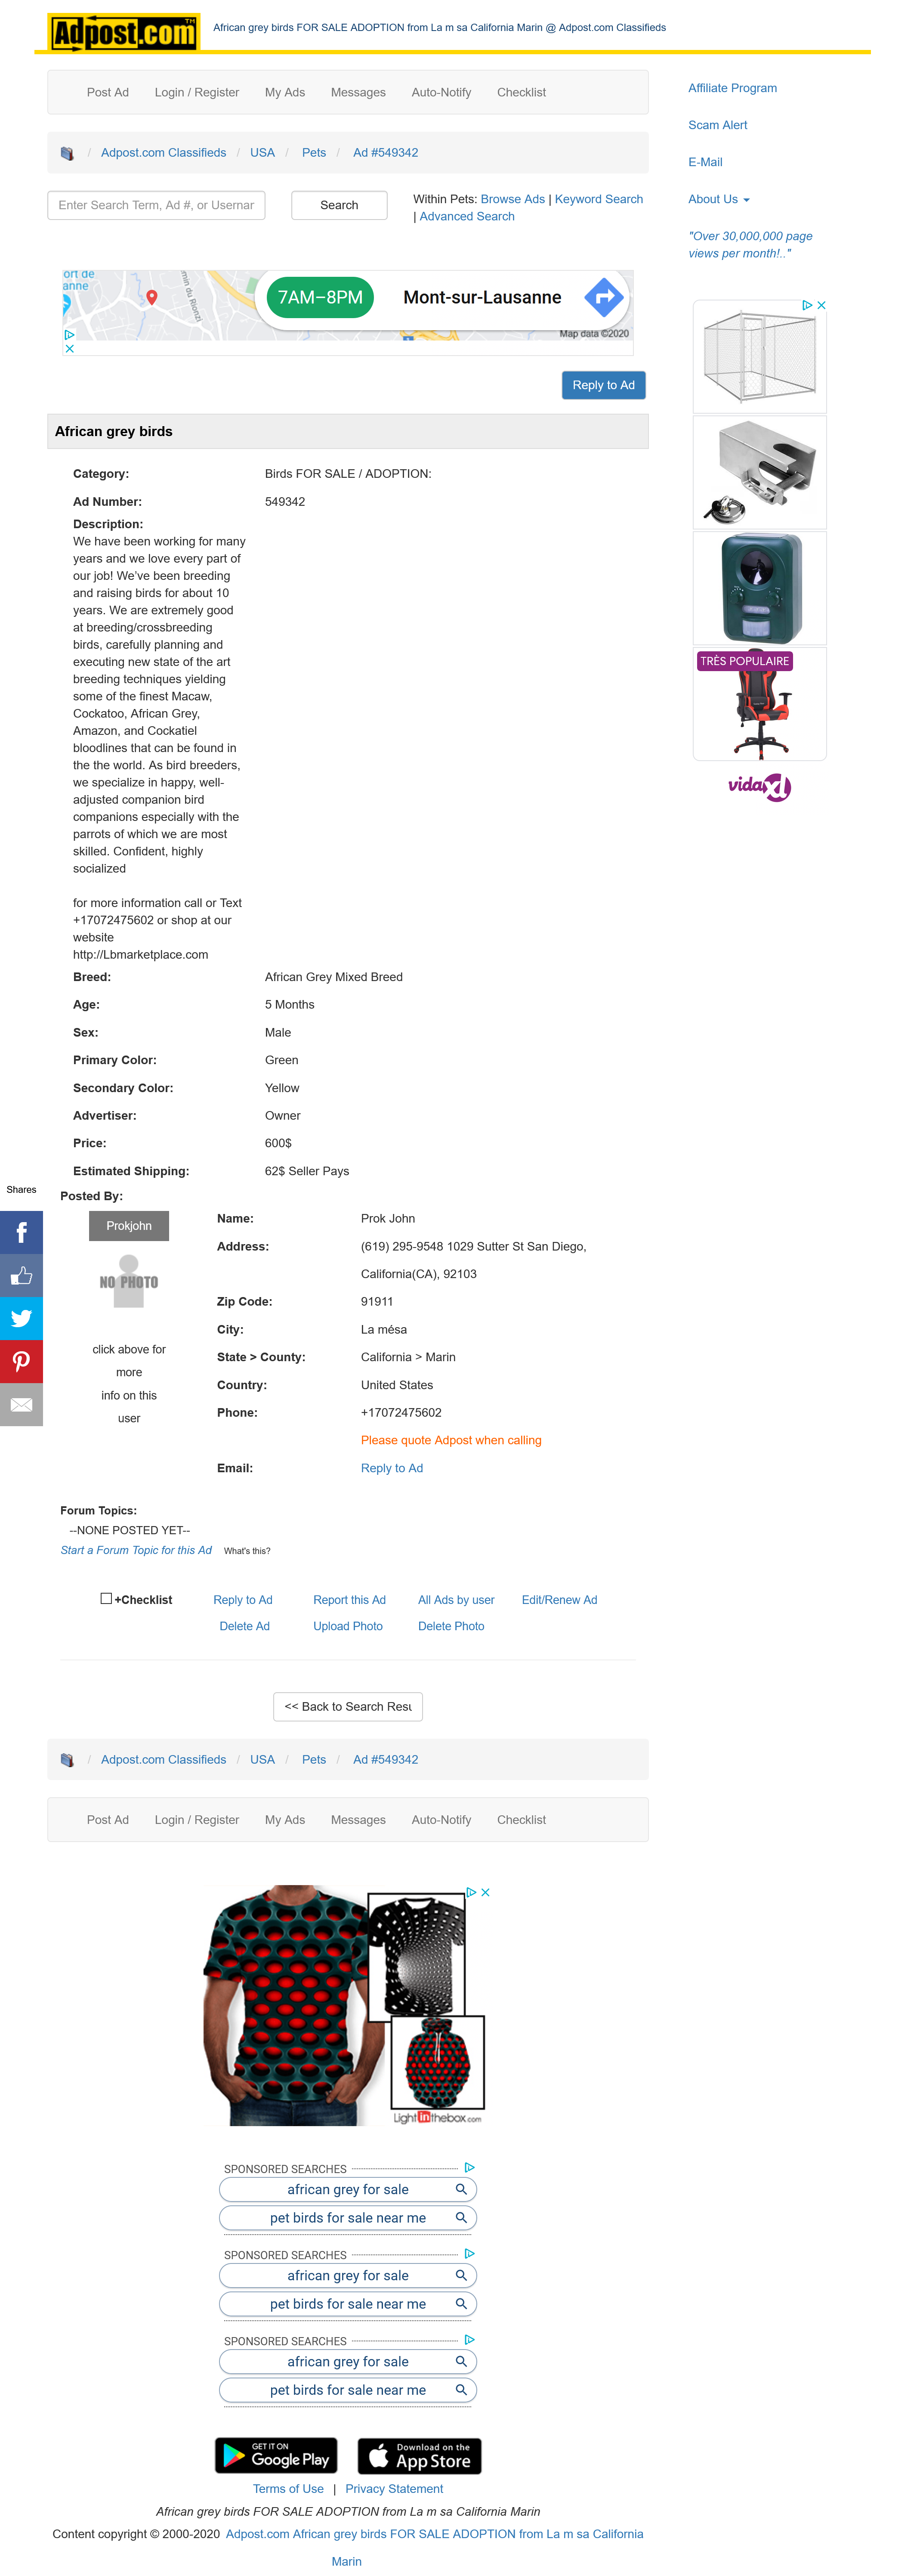 Adpost.com TM
African grey birds FOR SALE ADOPTION from La m sa California Marin @ Adpost.com Classifieds
Post Ad Login / Register My Ads Messages Auto-Notify Checklist
Affiliate Program
Scam Alert
E-Mail
About Us
"Over 30,000,000 page
views per month!.."
/ Adpost.com Classifieds / USA / Pets / Ad #549342
Enter Search Term, Ad #, or Usernar
Search
Within Pets: Browse Ads | Keyword Search
| Advanced Search
ort de
anne
du Rionzi
7AM–8PM
Mont-sur-Lausanne
Map data ©2020
Reply to Ad
African grey birds
Category: Birds FOR SALE / ADOPTION:
Ad Number: 549342
Description:
We have been working for many
years and we love every part of
our job! We've been breeding
and raising birds for about 10
years. We are extremely good
at breeding/crossbreeding
birds, carefully planning and
executing new state of the art
breeding techniques yielding
some of the finest Macaw,
Cockatoo, African Grey,
Amazon, and Cockatiel
bloodlines that can be found in
the the world. As bird breeders,
we specialize in happy, well-
adjusted companion bird
companions especially with the
parrots of which we are most
skilled. Confident, highly
socialized
for more information call or Text
+17072475602 or shop at our
website
http://Lbmarketplace.com
TRÈS POPULAIRE
vidaXL
Breed: African Grey Mixed Breed
Age: 5 Months
Sex: Male
Primary Color: Green
Secondary Color: Yellow
Advertiser: Owner
Price: 600$
Estimated Shipping: 62$ Seller Pays
Shares
Posted By:
Prokjohn
NO PHOTO
click above for
more
info on this
user
Name: Prok John
Address: (619) 295-9548 1029 Sutter St San Diego,
California(CA), 92103
Zip Code: 91911
City: La mésa
State > County: California > Marin
Country: United States
Phone: +17072475602
Please quote Adpost when calling
Email: Reply to Ad
Forum Topics:
--NONE POSTED YET--
Start a Forum Topic for this Ad What's this?
+Checklist Reply to Ad Report this Ad All Ads by user Edit/Renew Ad
Delete Ad Upload Photo Delete Photo
<< Back to Search Resu
/ Adpost.com Classifieds / USA / Pets / Ad #549342
Post Ad Login / Register My Ads Messages Auto-Notify Checklist
Lightinthebox.com
SPONSORED SEARCHES
african grey for sale
pet birds for sale near me
SPONSORED SEARCHES
african grey for sale
pet birds for sale near me
SPONSORED SEARCHES
african grey for sale
pet birds for sale near me
GET IT ON
Google Play
Download on the
App Store
Terms of Use | Privacy Statement
African grey birds FOR SALE ADOPTION from La m sa California Marin
Content copyright © 2000-2020 Adpost.com African grey birds FOR SALE ADOPTION from La m sa California
Marin